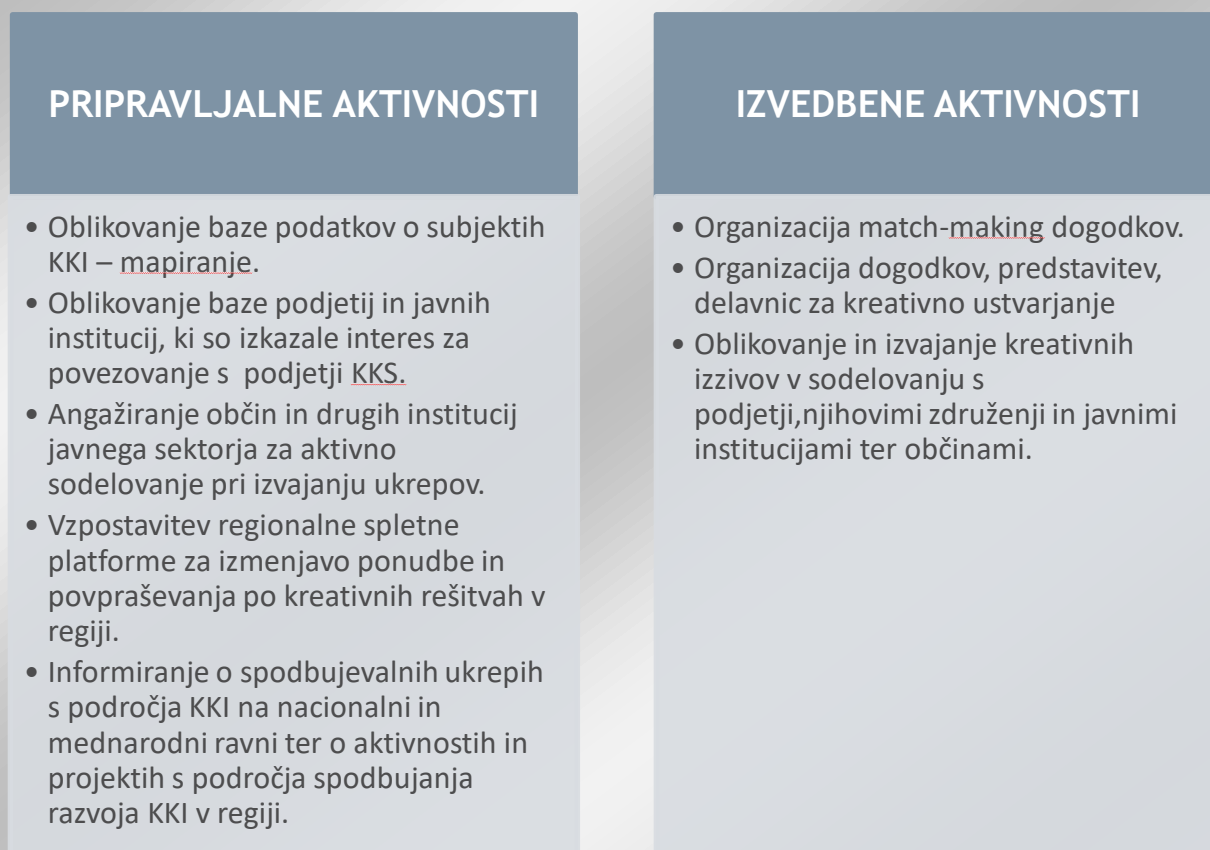 PRIPRAVLJALNE AKTIVNOSTI
• Oblikovanje baze podatkov o subjektih
KKI – mapiranje.
• Oblikovanje baze podjetij in javnih
institucij, ki so izkazale interes za
povezovanje s  podjetji KKS.
• Angažiranje občin in drugih institucij
javnega sektorja za aktivno
sodelovanje pri izvajanju ukrepov.
• Vzpostavitev regionalne spletne
platforme za izmenjavo ponudbe in
povpraševanja po kreativnih rešitvah v
regiji.
• Informiranje o spodbujevalnih ukrepih
s področja KKI na nacionalni in
mednarodni ravni ter o aktivnostih in
projektih s področja spodbujanja
razvoja KKI v regiji.
IZVEDBENE AKTIVNOSTI
• Organizacija match-making dogodkov.
• Organizacija dogodkov, predstavitev,
delavnic za kreativno ustvarjanje
• Oblikovanje in izvajanje kreativnih
izzivov v sodelovanju s
podjetji,njihovimi združenji in javnimi
institucijami ter občinami.